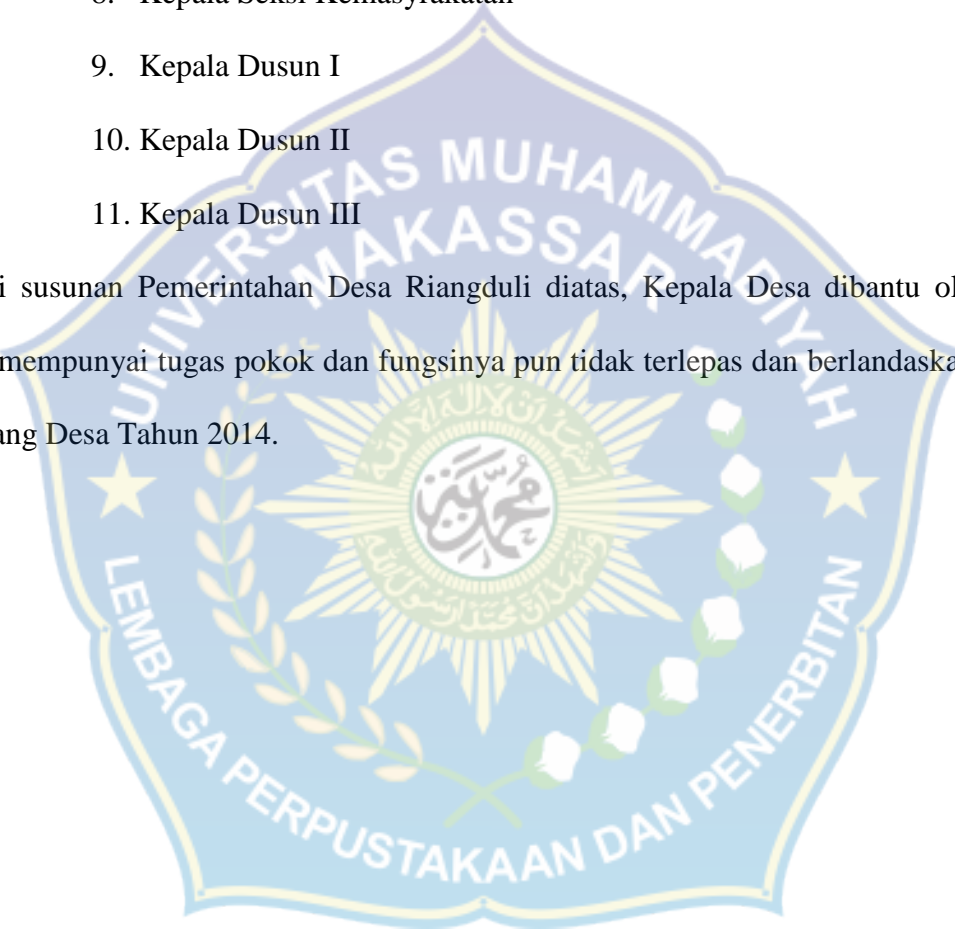 8. Kepala Seksi Kemasyrakatan
9. Kepala Dusun I
10. Kepala Dusun II
11. Kepala Dusun III
i susunan Pemerintahan Desa Riangduli diatas, Kepala Desa dibantu ol
mempunyai tugas pokok dan fungsinya pun tidak terlepas dan berlandaska
ang Desa Tahun 2014.
UNIVERSITAS MUHAMMADIYAH
MAKASSAR
LEMBAGA PERPUSTAKAAN DAN PENERBITAN